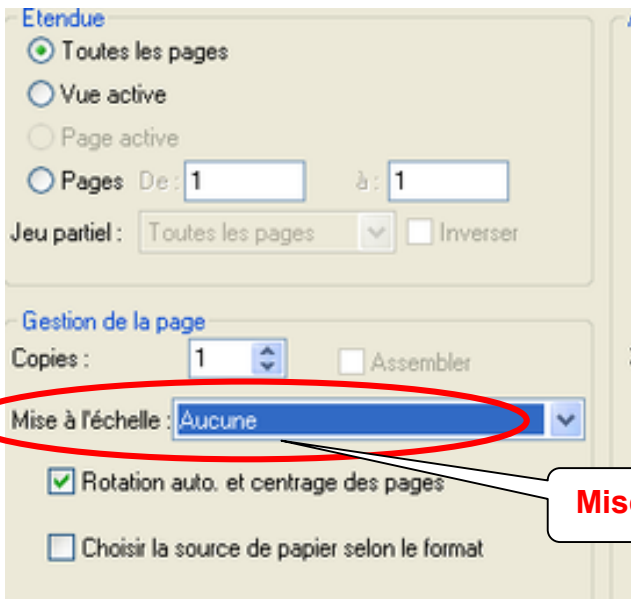 Etendue
Toutes les pages
Vue active
Page active
Pages De : 1 à : 1
Jeu partiel : Toutes les pages Inverser
Gestion de la page
Copies : 1 Assembler
Mise à l'échelle : Aucune
Rotation auto. et centrage des pages
Mise
Choisir la source de papier selon le format